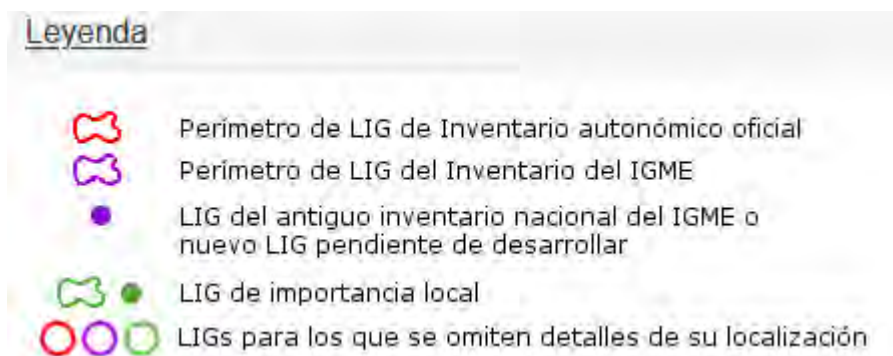 Leyenda
Perímetro de LIG de Inventario autonómico oficial
Perímetro de LIG del Inventario del IGME
LIG del antiguo inventario nacional del IGME o
nuevo LIG pendiente de desarrollar
LIG de importancia local
LIGs para los que se omiten detalles de su localización